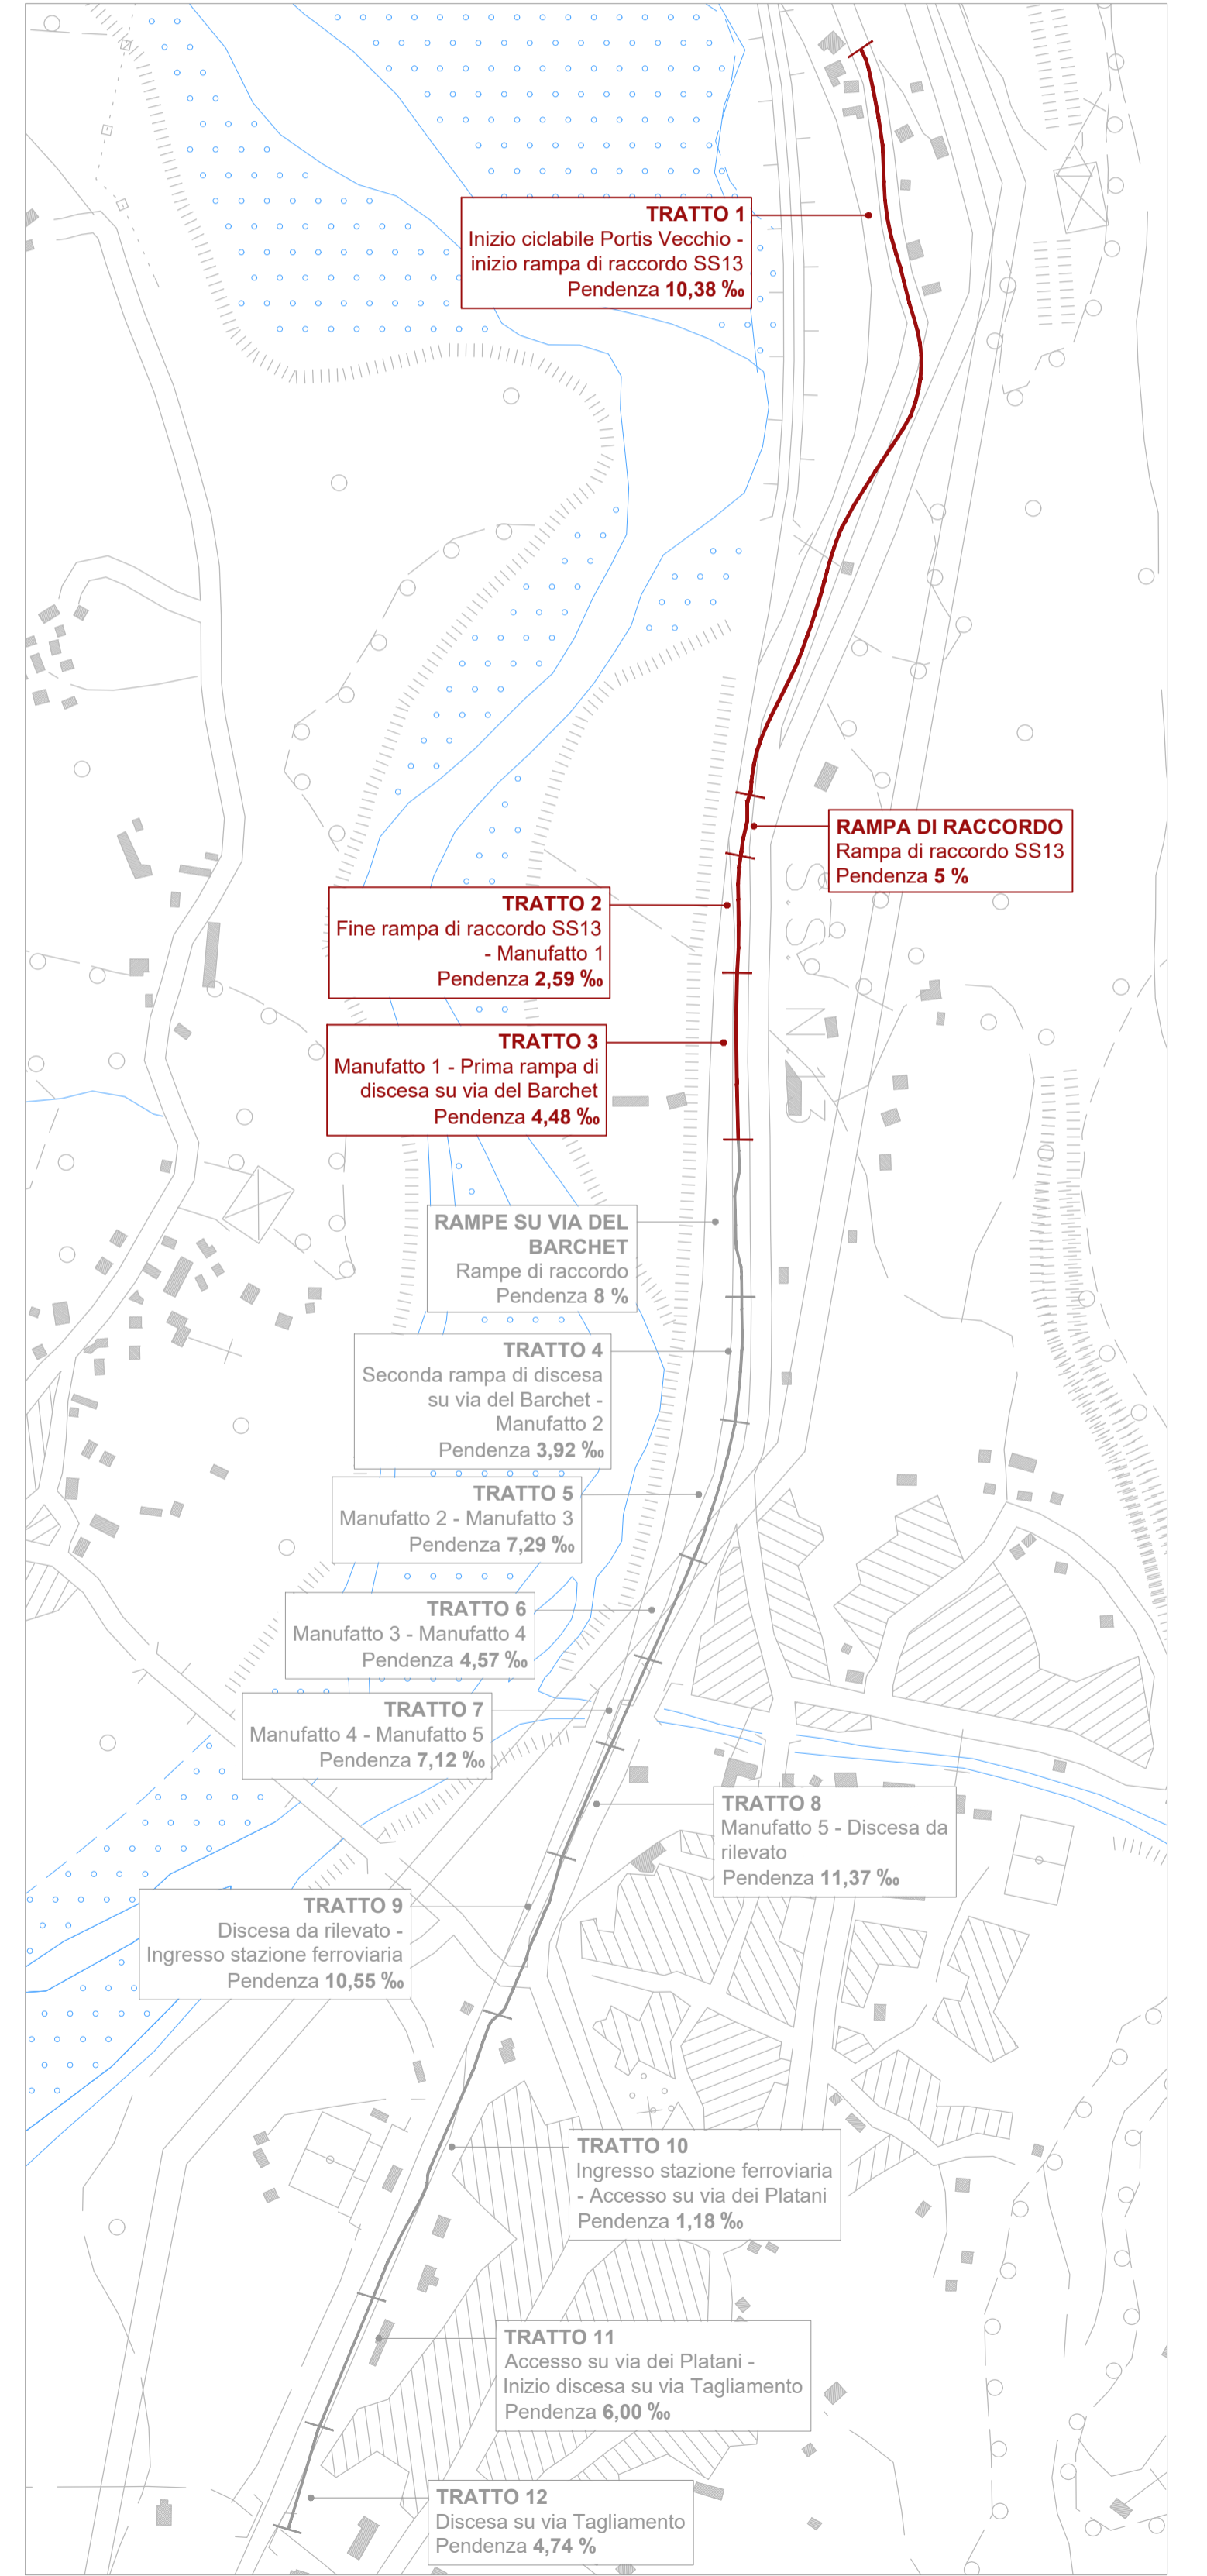 TRATTO 1
Inizio ciclabile Portis Vecchio -
inizio rampa di raccordo SS13
Pendenza 10,38 ‰
RAMPA DI RACCORDO
Rampa di raccordo SS13
Pendenza 5 %
TRATTO 2
Fine rampa di raccordo SS13
- Manufatto 1
Pendenza 2,59 ‰
TRATTO 3
Manufatto 1 - Prima rampa di
discesa su via del Barchet
Pendenza 4,48 ‰
RAMPE SU VIA DEL
BARCHET
Rampe di raccordo
Pendenza 8 %
TRATTO 4
Seconda rampa di discesa
su via del Barchet -
Manufatto 2
Pendenza 3,92 ‰
TRATTO 5
Manufatto 2 - Manufatto 3
Pendenza 7,29 ‰
TRATTO 6
Manufatto 3 - Manufatto 4
Pendenza 4,57 ‰
TRATTO 7
Manufatto 4 - Manufatto 5
Pendenza 7,12 ‰
TRATTO 8
Manufatto 5 - Discesa da
rilevato
Pendenza 11,37 ‰
TRATTO 9
Discesa da rilevato -
Ingresso stazione ferroviaria
Pendenza 10,55 ‰
TRATTO 10
Ingresso stazione ferroviaria
- Accesso su via dei Platani
Pendenza 1,18 ‰
TRATTO 11
Accesso su via dei Platani -
Inizio discesa su via Tagliamento
Pendenza 6,00 ‰
TRATTO 12
Discesa su via Tagliamento
Pendenza 4,74 %